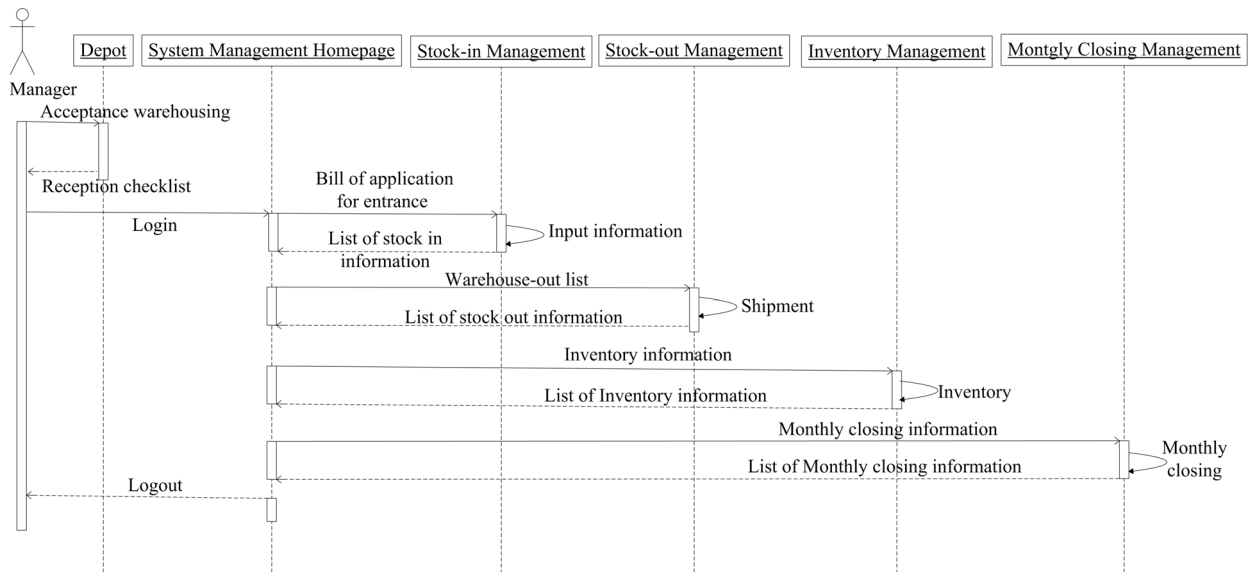 Depot
System Management Homepage
Stock-in Management
Stock-out Management
Inventory Management
Montgly Closing Management
Manager
Acceptance warehousing
Reception checklist
Bill of application
for entrance
Login
Input information
List of stock in
information
Warehouse-out list
Shipment
List of stock out information
Inventory information
Inventory
List of Inventory information
Monthly closing information
Monthly
closing
List of Monthly closing information
Logout